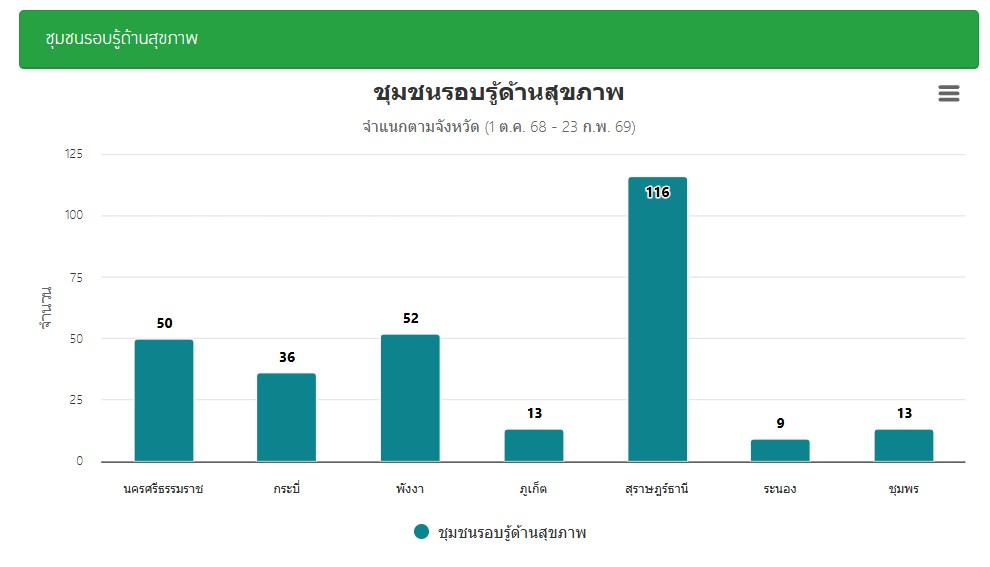 ชุมชนรอบรู้ด้านสุขภาพ
ชุมชนรอบรู้ด้านสุขภาพ
จำแนกตามจังหวัด (1 ต.ค. 68 - 23 ก.พ. 69)
จำนวน
125
100
75
50
25
0
50
36
52
13
116
9
13
นครศรีธรรมราช
กระบี่
พังงา
ภูเก็ต
สุราษฎร์ธานี
ระนอง
ชุมพร
ชุมชนรอบรู้ด้านสุขภาพ